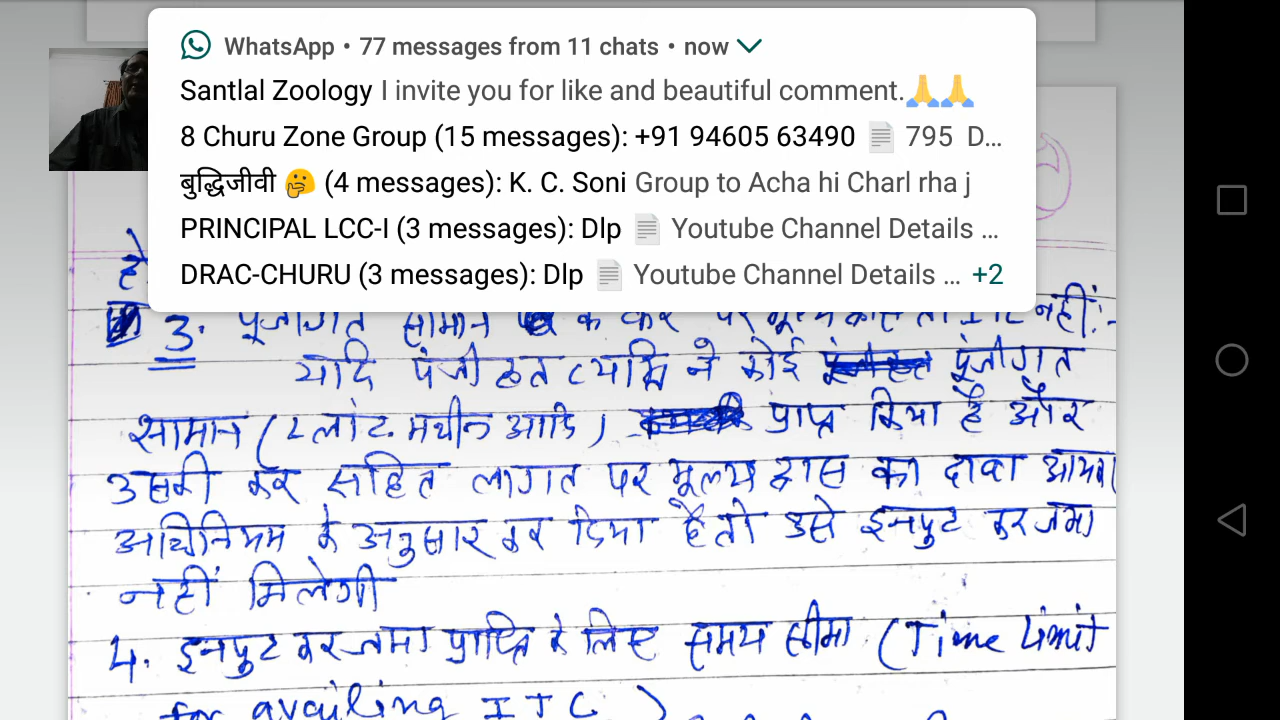 WhatsApp • 77 messages from 11 chats • now
Santlal Zoology I invite you for like and beautiful comment.🙏🙏
8 Churu Zone Group (15 messages): +91 94605 63490 📄 795 D...
बुद्धिजीवी 🤔 (4 messages): K. C. Soni Group to Acha hi Charl rha j
PRINCIPAL LCC-I (3 messages): Dlp 📄 Youtube Channel Details ...
DRAC-CHURU (3 messages): Dlp 📄 Youtube Channel Details ... +2
3. पूंजीगत सामान के कर पर मूल्य नहीं:-
यदि पंजीकृत व्यक्ति ने कोई पूंजीगत
सामान (प्लांट मशीन आदि) प्राप्त किया है और
उसकी कर सहित लागत पर मूल्य ह्रास का दावा आयकर
अधिनियम के अनुसार कर दिया है तो उसे इनपुट कर जमा
नहीं मिलेगी
4. इनपुट कर जमा प्राप्ति के लिए समय सीमा (Time Limit
for availing ITC)